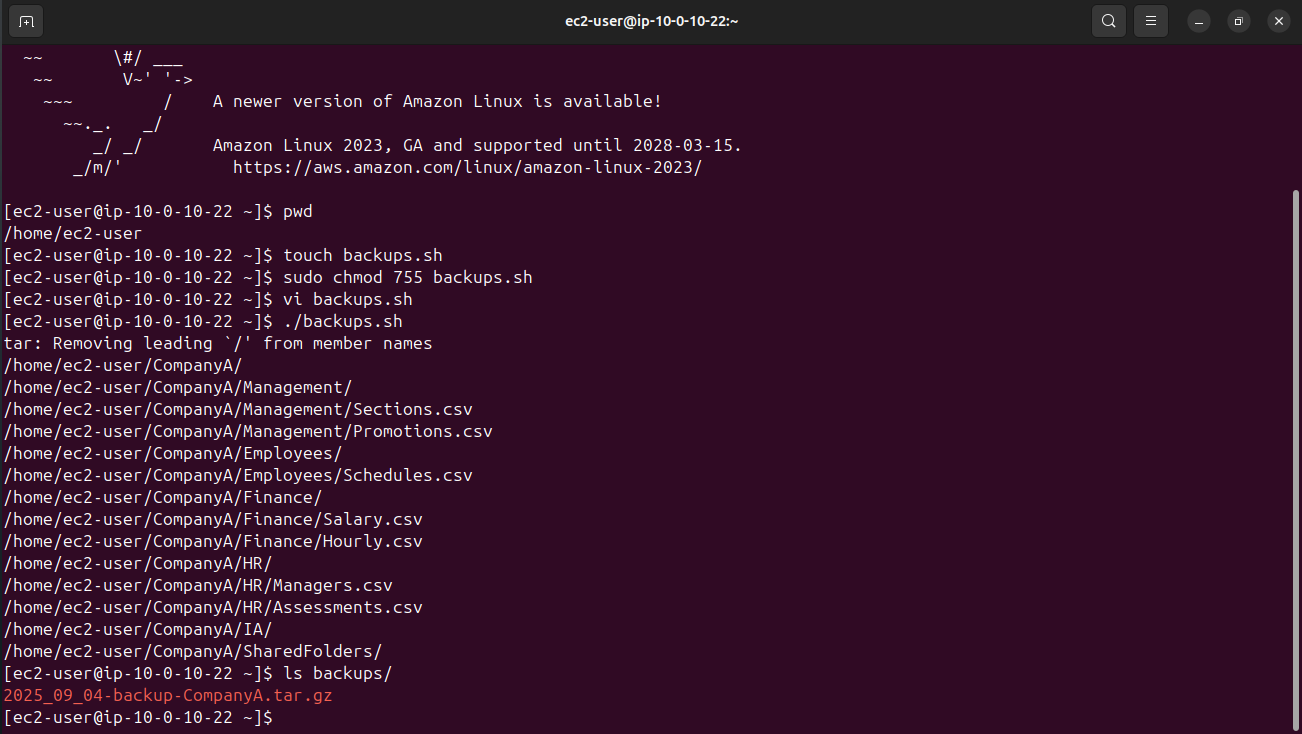 ec2-user@ip-10-0-10-22:~
~~       \#/ ___
~~       V~' '->
~~~         /    A newer version of Amazon Linux is available!
~~._.   _/
_/ _/       Amazon Linux 2023, GA and supported until 2028-03-15.
_/m/'           https://aws.amazon.com/linux/amazon-linux-2023/
[ec2-user@ip-10-0-10-22 ~]$ pwd
/home/ec2-user
[ec2-user@ip-10-0-10-22 ~]$ touch backups.sh
[ec2-user@ip-10-0-10-22 ~]$ sudo chmod 755 backups.sh
[ec2-user@ip-10-0-10-22 ~]$ vi backups.sh
[ec2-user@ip-10-0-10-22 ~]$ ./backups.sh
tar: Removing leading `/' from member names
/home/ec2-user/CompanyA/
/home/ec2-user/CompanyA/Management/
/home/ec2-user/CompanyA/Management/Sections.csv
/home/ec2-user/CompanyA/Management/Promotions.csv
/home/ec2-user/CompanyA/Employees/
/home/ec2-user/CompanyA/Employees/Schedules.csv
/home/ec2-user/CompanyA/Finance/
/home/ec2-user/CompanyA/Finance/Salary.csv
/home/ec2-user/CompanyA/Finance/Hourly.csv
/home/ec2-user/CompanyA/HR/
/home/ec2-user/CompanyA/HR/Managers.csv
/home/ec2-user/CompanyA/HR/Assessments.csv
/home/ec2-user/CompanyA/IA/
/home/ec2-user/CompanyA/SharedFolders/
[ec2-user@ip-10-0-10-22 ~]$ ls backups/
2025_09_04-backup-CompanyA.tar.gz
[ec2-user@ip-10-0-10-22 ~]$